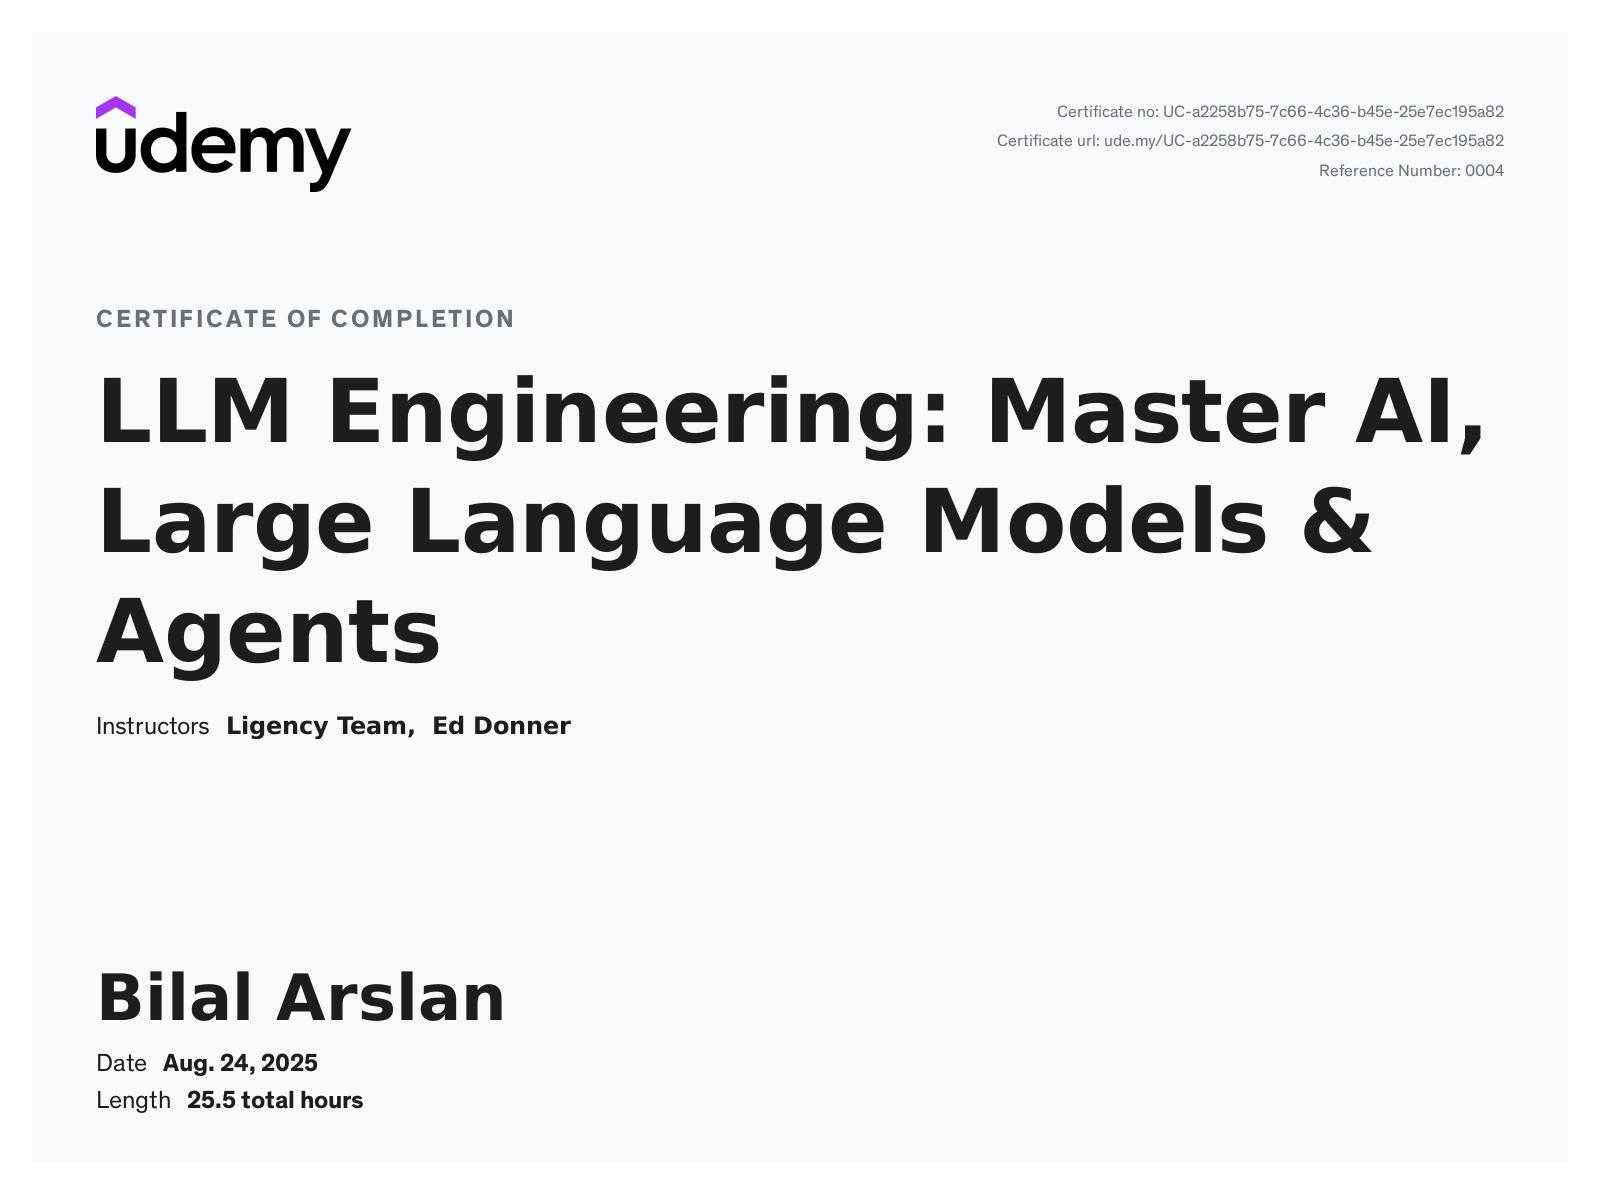 udemy
Certificate no: UC-a2258b75-7c66-4c36-b45e-25e7ec195a82
Certificate url: ude.my/UC-a2258b75-7c66-4c36-b45e-25e7ec195a82
Reference Number: 0004
CERTIFICATE OF COMPLETION
LLM Engineering: Master AI,
Large Language Models &
Agents
Instructors Ligency Team, Ed Donner
Bilal Arslan
Date Aug. 24, 2025
Length 25.5 total hours